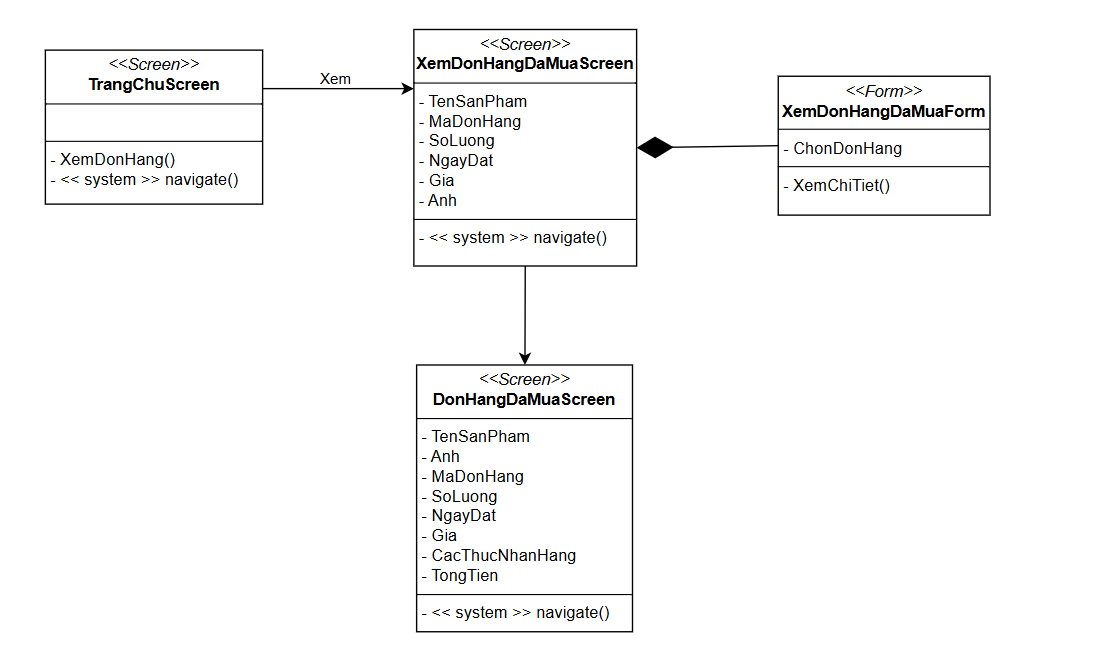 <<Screen>>
TrangChuScreen
- XemDonHang()
- << system >> navigate()
Xem
<<Screen>>
XemDonHangDaMuaScreen
- TenSanPham
- MaDonHang
- SoLuong
- NgayDat
- Gia
- Anh
- << system >> navigate()
<<Form>>
XemDonHangDaMuaForm
- ChonDonHang
- XemChiTiet()
<<Screen>>
DonHangDaMuaScreen
- TenSanPham
- Anh
- MaDonHang
- SoLuong
- NgayDat
- Gia
- CacThucNhanHang
- TongTien
- << system >> navigate()